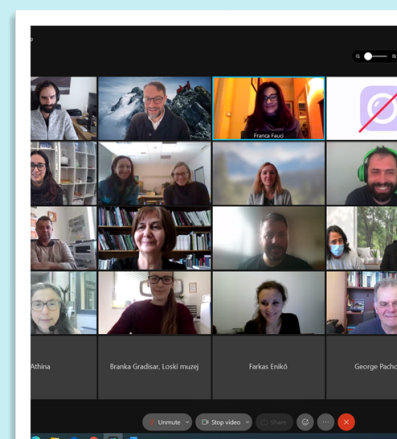 Franca Fauci
Athina
Branka Gradisar, Loski muzej
Farkas Enikő
George Pacho
Unmute
Stop video
Share